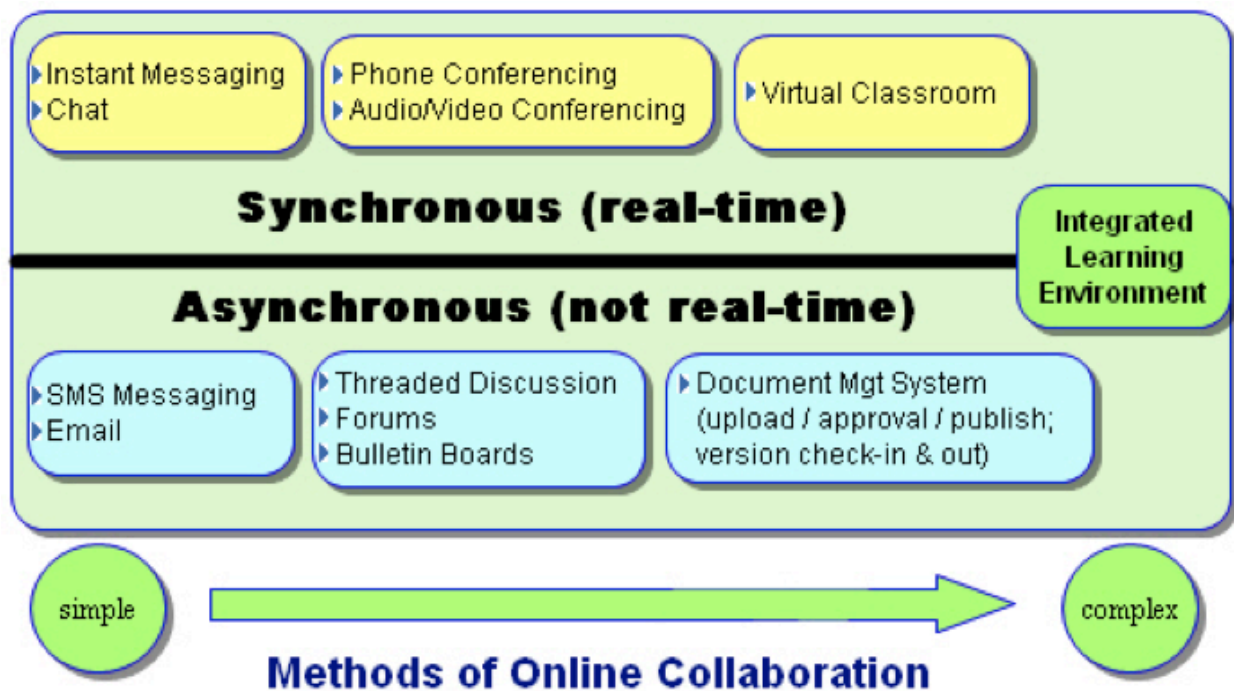 Instant Messaging
Chat
Phone Conferencing
Audio/Video Conferencing
Virtual Classroom
Synchronous (real-time)
Integrated
Learning
Environment
Asynchronous (not real-time)
SMS Messaging
Email
Threaded Discussion
Forums
Bulletin Boards
Document Mgt System
(upload / approval / publish;
version check-in & out)
simple
complex
Methods of Online Collaboration